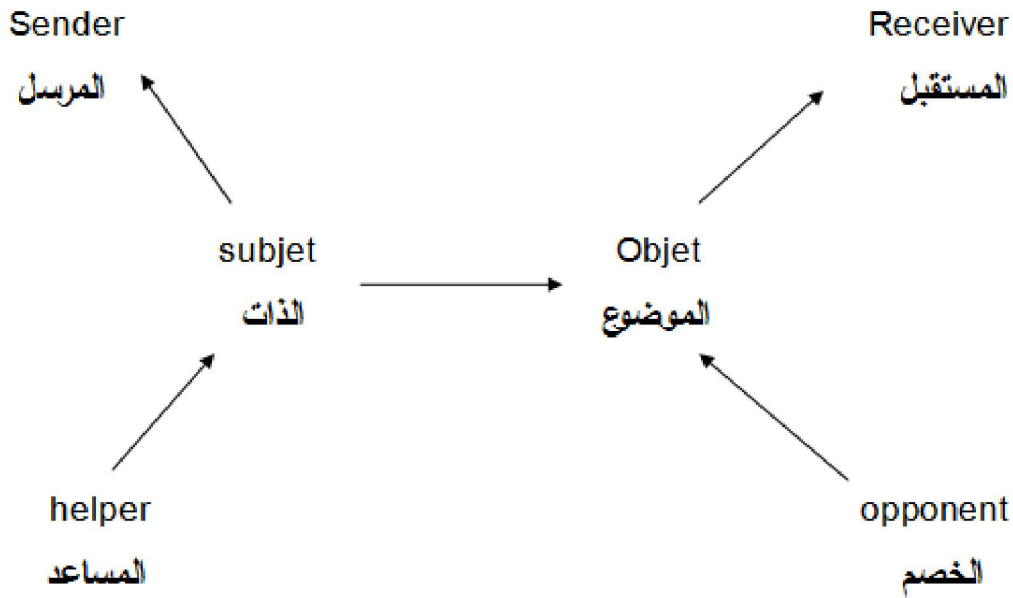 Sender
المرسل
Receiver
المستقبل
subjet
الذات
Objet
الموضوع
helper
المساعد
opponent
الخصم